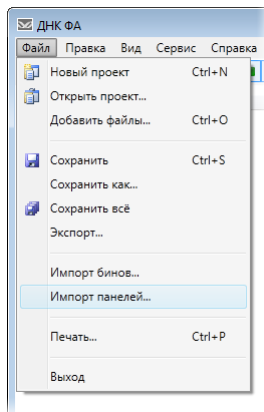 ДНК ФА
Файл Правка Вид Сервис Справка
Новый проект Ctrl+N
Открыть проект...
Добавить файлы... Ctrl+O
Сохранить Ctrl+S
Сохранить как...
Сохранить всё
Экспорт...
Импорт бинов...
Импорт панелей...
Печать... Ctrl+P
Выход